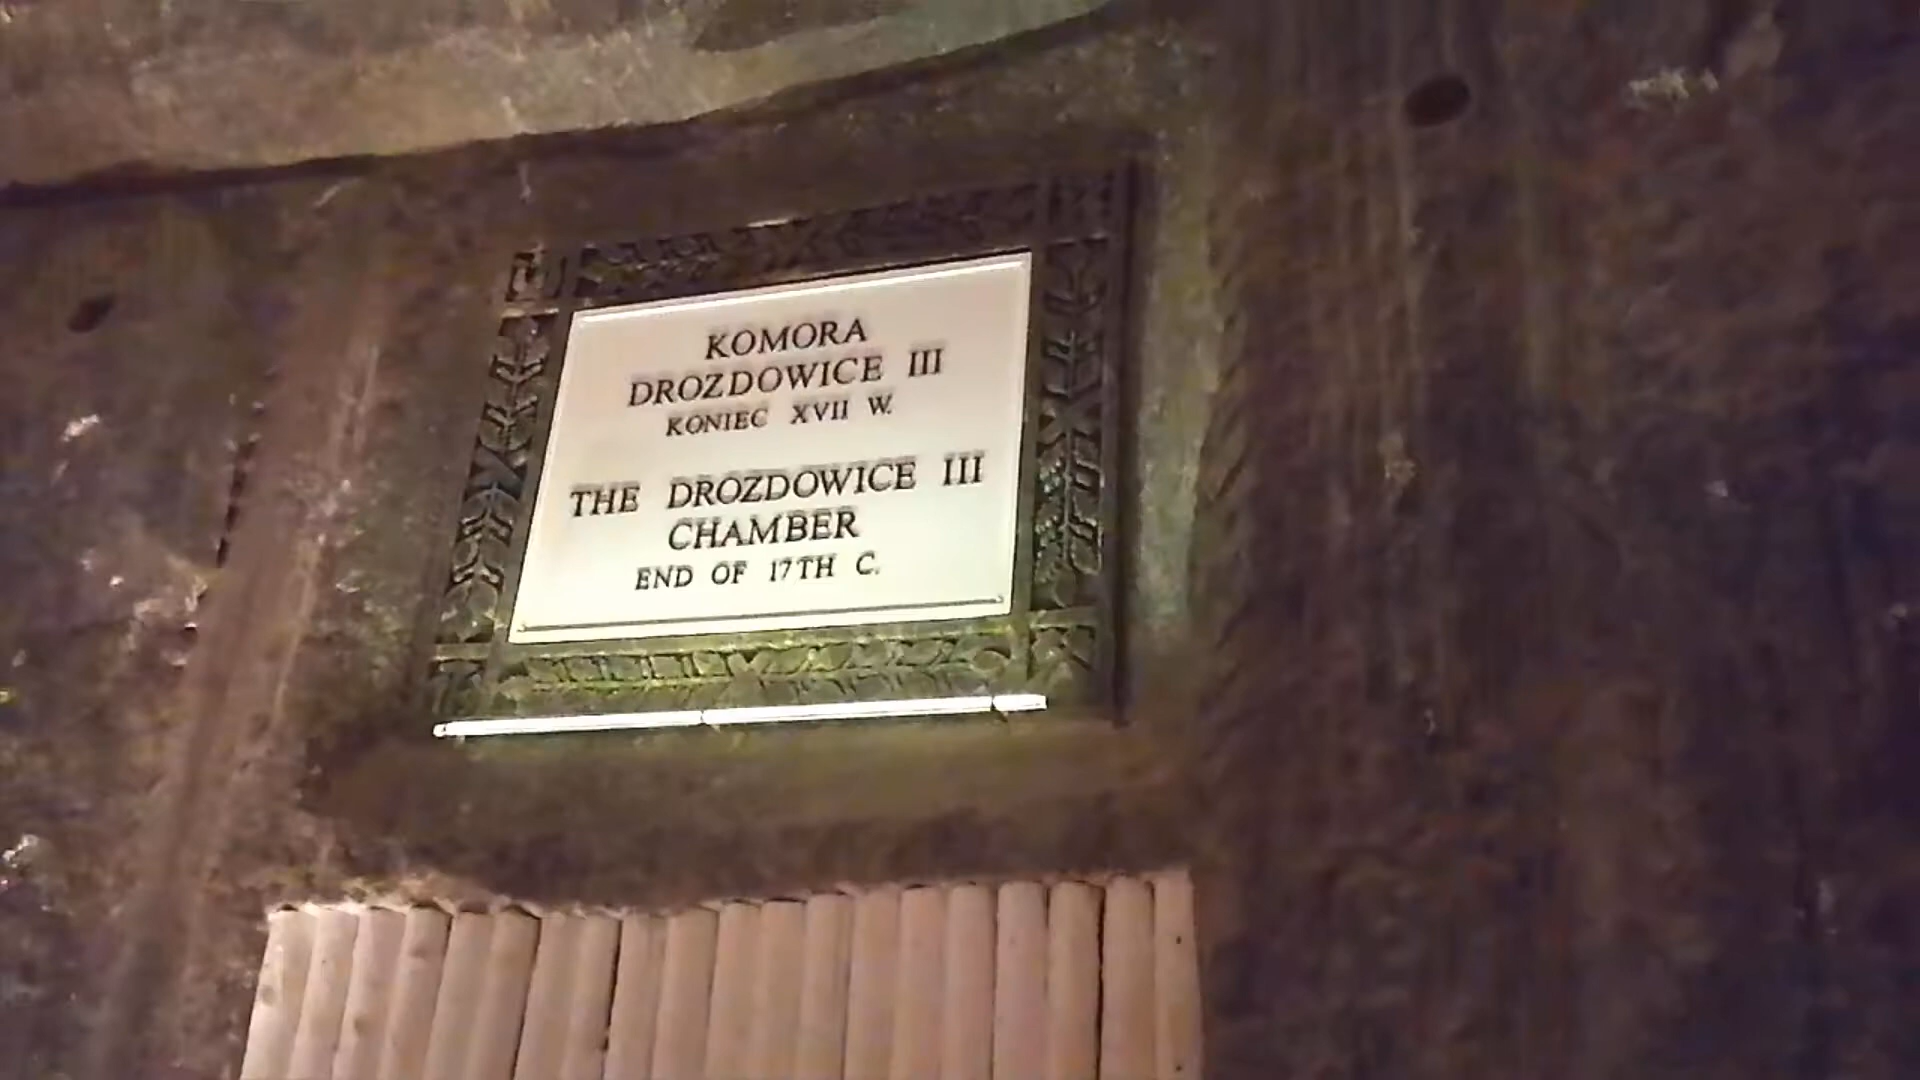 KOMORA
DROZDOWICE III
KONIEC XVII W.
THE DROZDOWICE III
CHAMBER
END OF 17TH C.